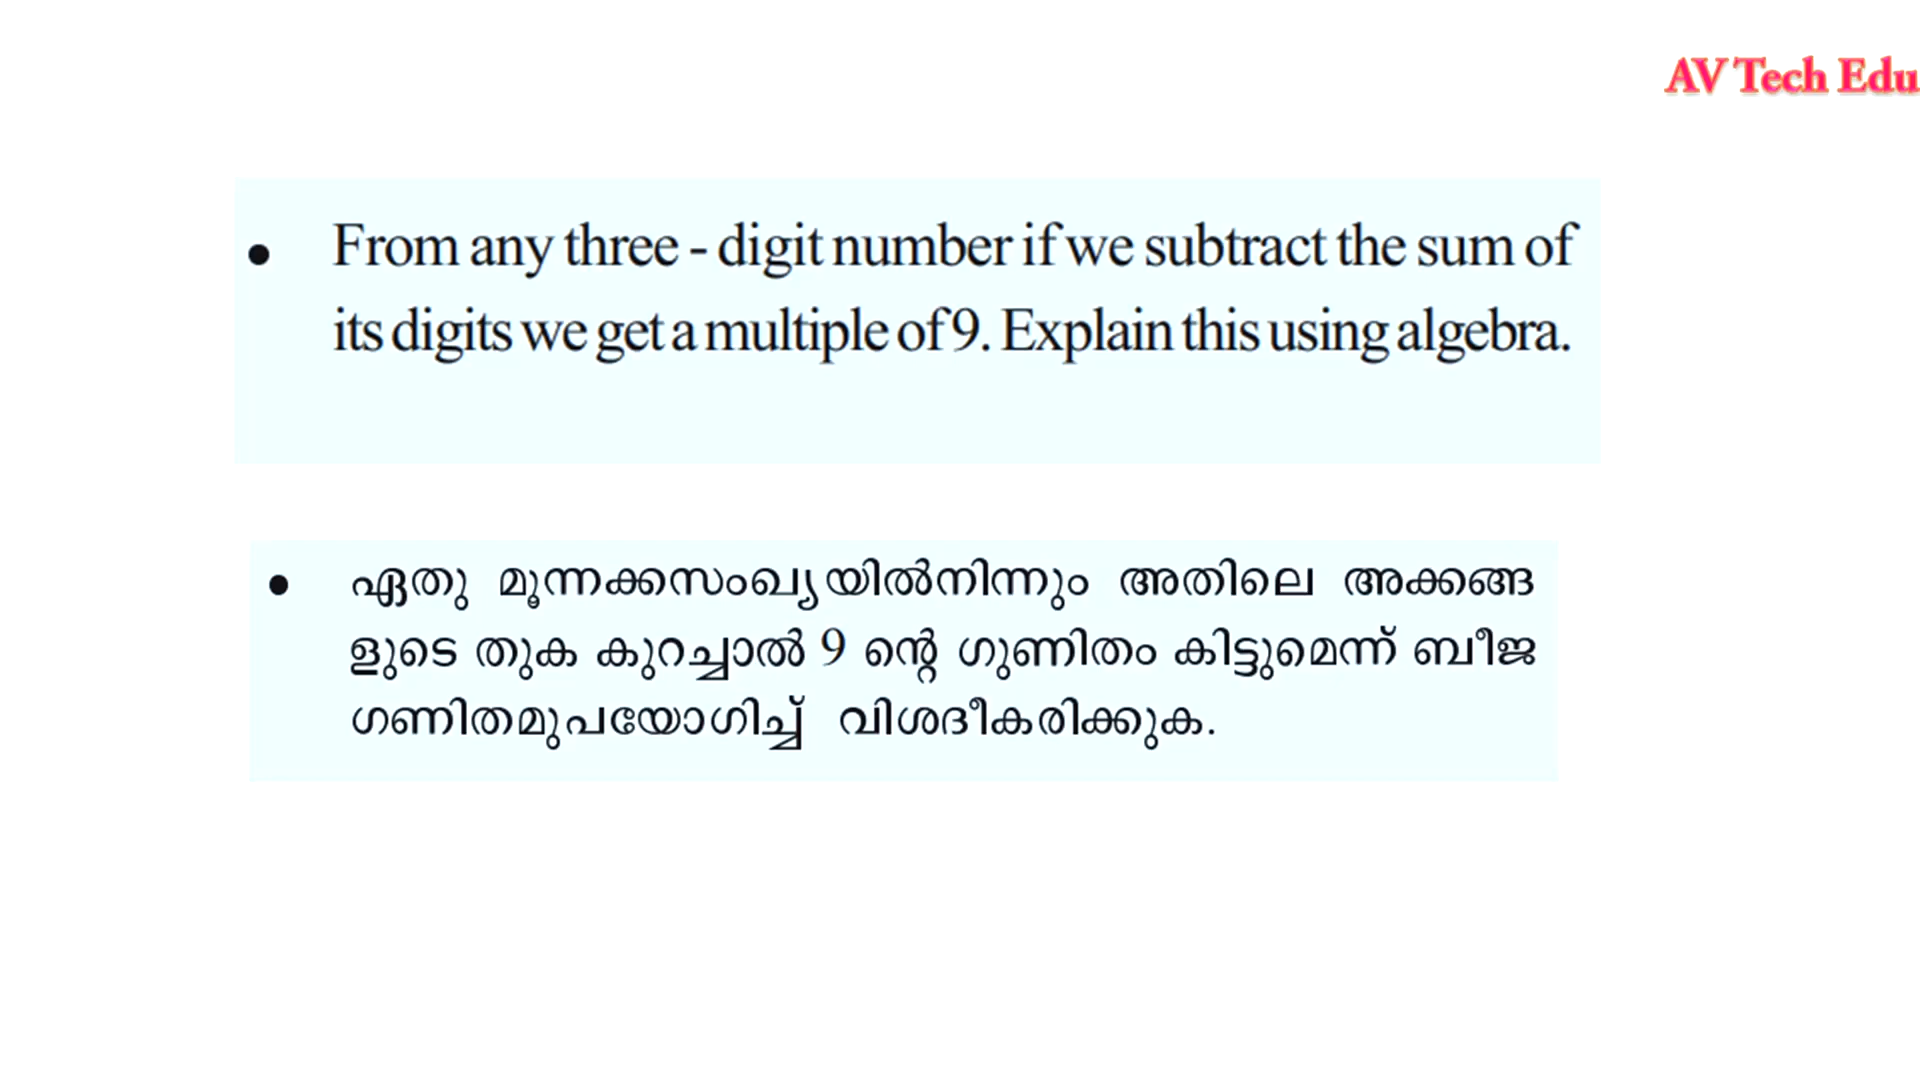 AV Tech Edu
• From any three - digit number if we subtract the sum of
its digits we get a multiple of 9. Explain this using algebra.
• ഏതു മൂന്നക്കസംഖ്യയിൽനിന്നും അതിലെ അക്കങ്ങ
ളുടെ തുക കുറച്ചാൽ 9 ന്റെ ഗുണിതം കിട്ടുമെന്ന് ബീജ
ഗണിതമുപയോഗിച്ച് വിശദീകരിക്കുക.